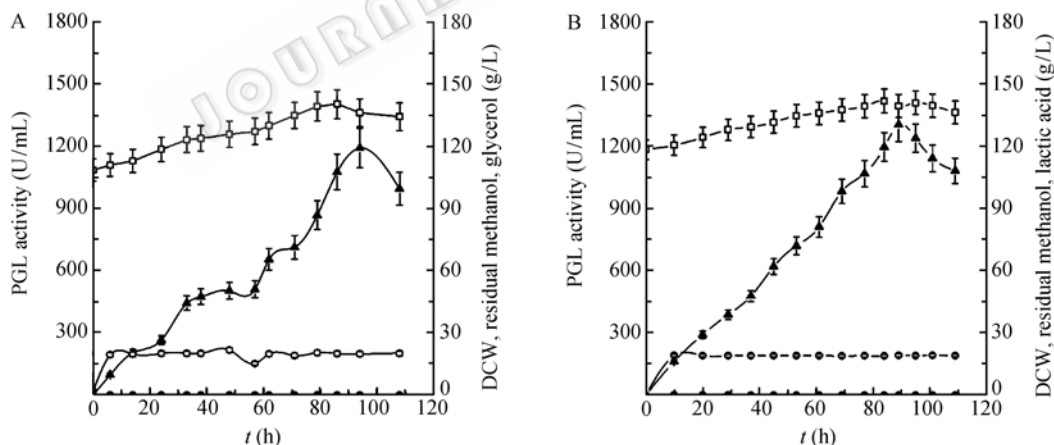 JOURNA
A
1800
1500
1200
900
600
300
PGL activity (U/mL)
180
150
120
90
60
30
0
DCW, residual methanol, glycerol (g/L)
0 20 40 60 80 100 120
t (h)
B
1800
1500
1200
900
600
300
PGL activity (U/mL)
180
150
120
90
60
30
0
DCW, residual methanol, lactic acid (g/L)
0 20 40 60 80 100 120
t (h)